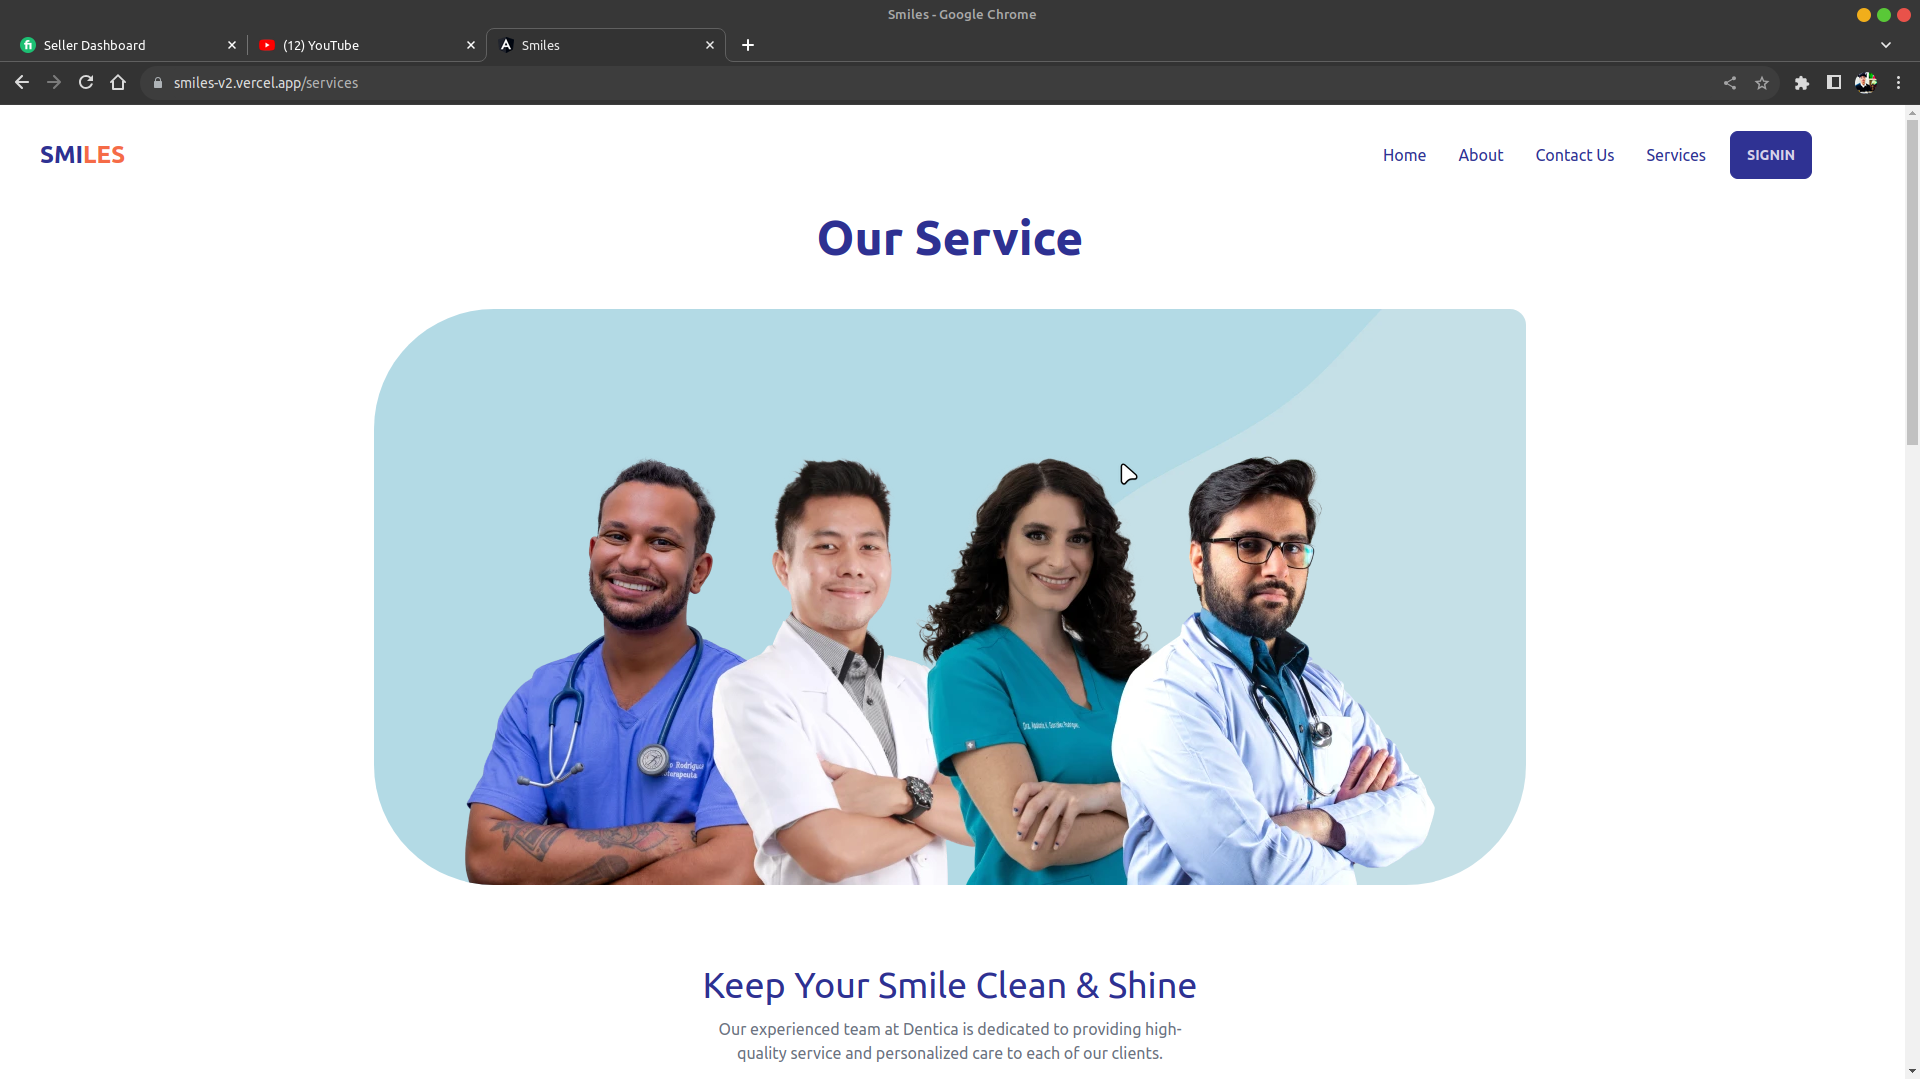 Smiles - Google Chrome
Seller Dashboard
(12) YouTube
Smiles
smiles-v2.vercel.app/services
SMILES
Home
About
Contact Us
Services
SIGNIN
Our Service
Keep Your Smile Clean & Shine
Our experienced team at Dentica is dedicated to providing high-
quality service and personalized care to each of our clients.